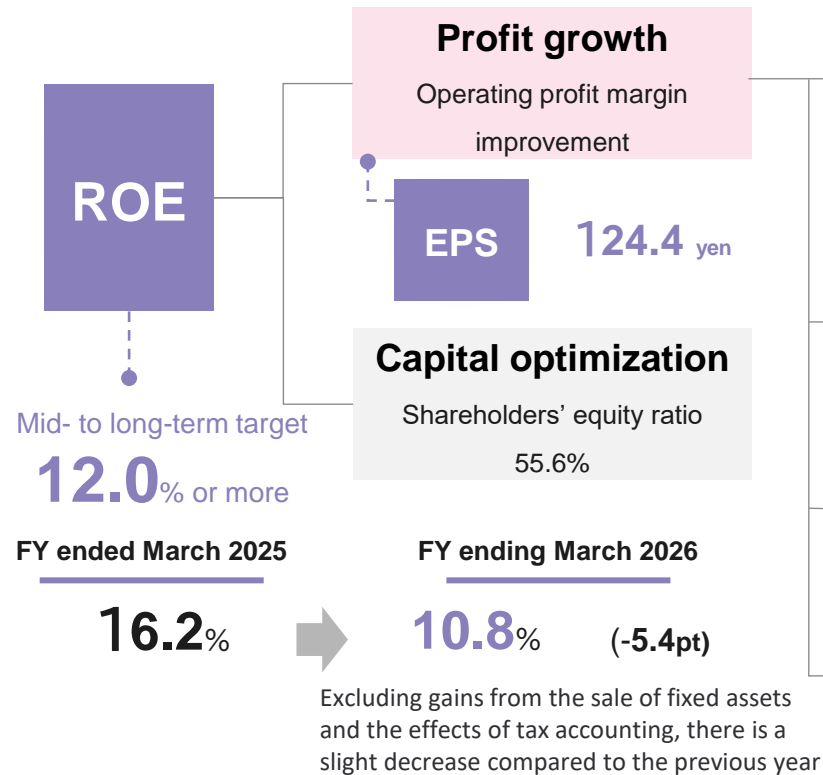 Profit growth
Operating profit margin
improvement
ROE
EPS
124.4 yen
Capital optimization
Shareholders’ equity ratio
55.6%
Mid- to long-term target
12.0% or more
FY ended March 2025
FY ending March 2026
16.2%
10.8%
(-5.4pt)
Excluding gains from the sale of fixed assets
and the effects of tax accounting, there is a
slight decrease compared to the previous year